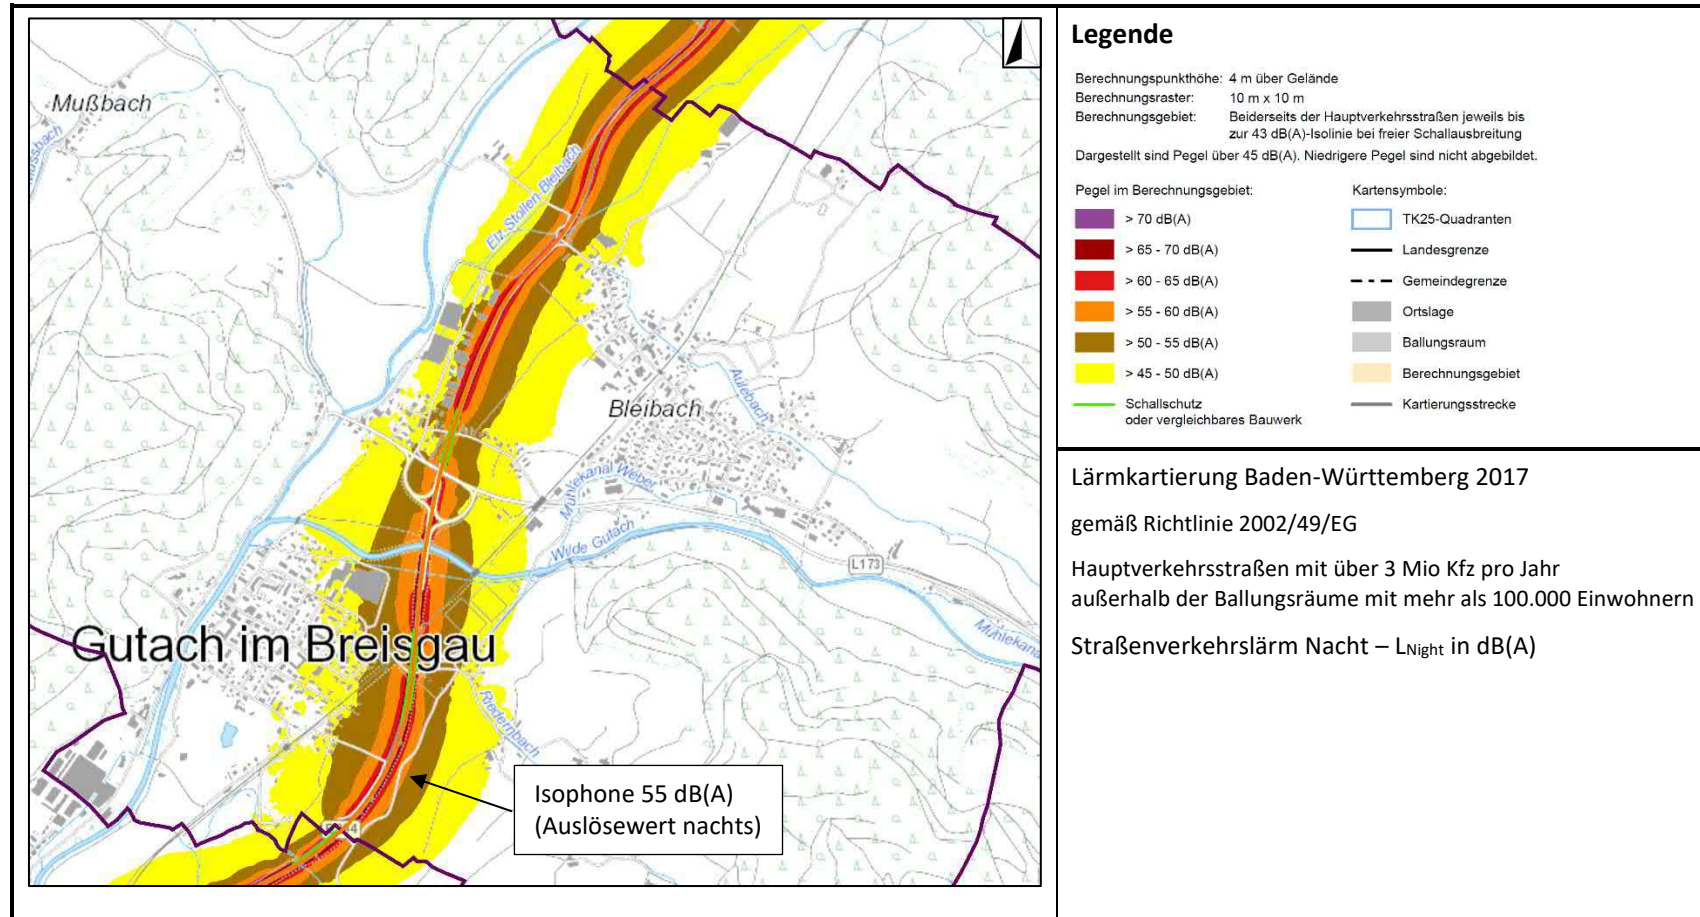 Mußbach
Elz Stollen-Bleibach
Bleibach
Aulebach
Mühlekanal Weber
Wilde Gutach
L173
Gutach im Breisgau
Riedernbach
Isophone 55 dB(A)
(Auslösewert nachts)
Legende
Berechnungspunkthöhe: 4 m über Gelände
Berechnungsraster: 10 m x 10 m
Berechnungsgebiet: Beiderseits der Hauptverkehrsstraßen jeweils bis
zur 43 dB(A)-Isolinie bei freier Schallausbreitung
Dargestellt sind Pegel über 45 dB(A). Niedrigere Pegel sind nicht abgebildet.
Pegel im Berechnungsgebiet:
> 70 dB(A)
> 65 - 70 dB(A)
> 60 - 65 dB(A)
> 55 - 60 dB(A)
> 50 - 55 dB(A)
> 45 - 50 dB(A)
Schallschutz
oder vergleichbares Bauwerk
Kartensymbole:
TK25-Quadranten
Landesgrenze
Gemeindegrenze
Ortslage
Ballungsraum
Berechnungsgebiet
Kartierungsstrecke
Lärmkartierung Baden-Württemberg 2017
gemäß Richtlinie 2002/49/EG
Hauptverkehrsstraßen mit über 3 Mio Kfz pro Jahr
außerhalb der Ballungsräume mit mehr als 100.000 Einwohnern
Straßenverkehrslärm Nacht – LNight in dB(A)